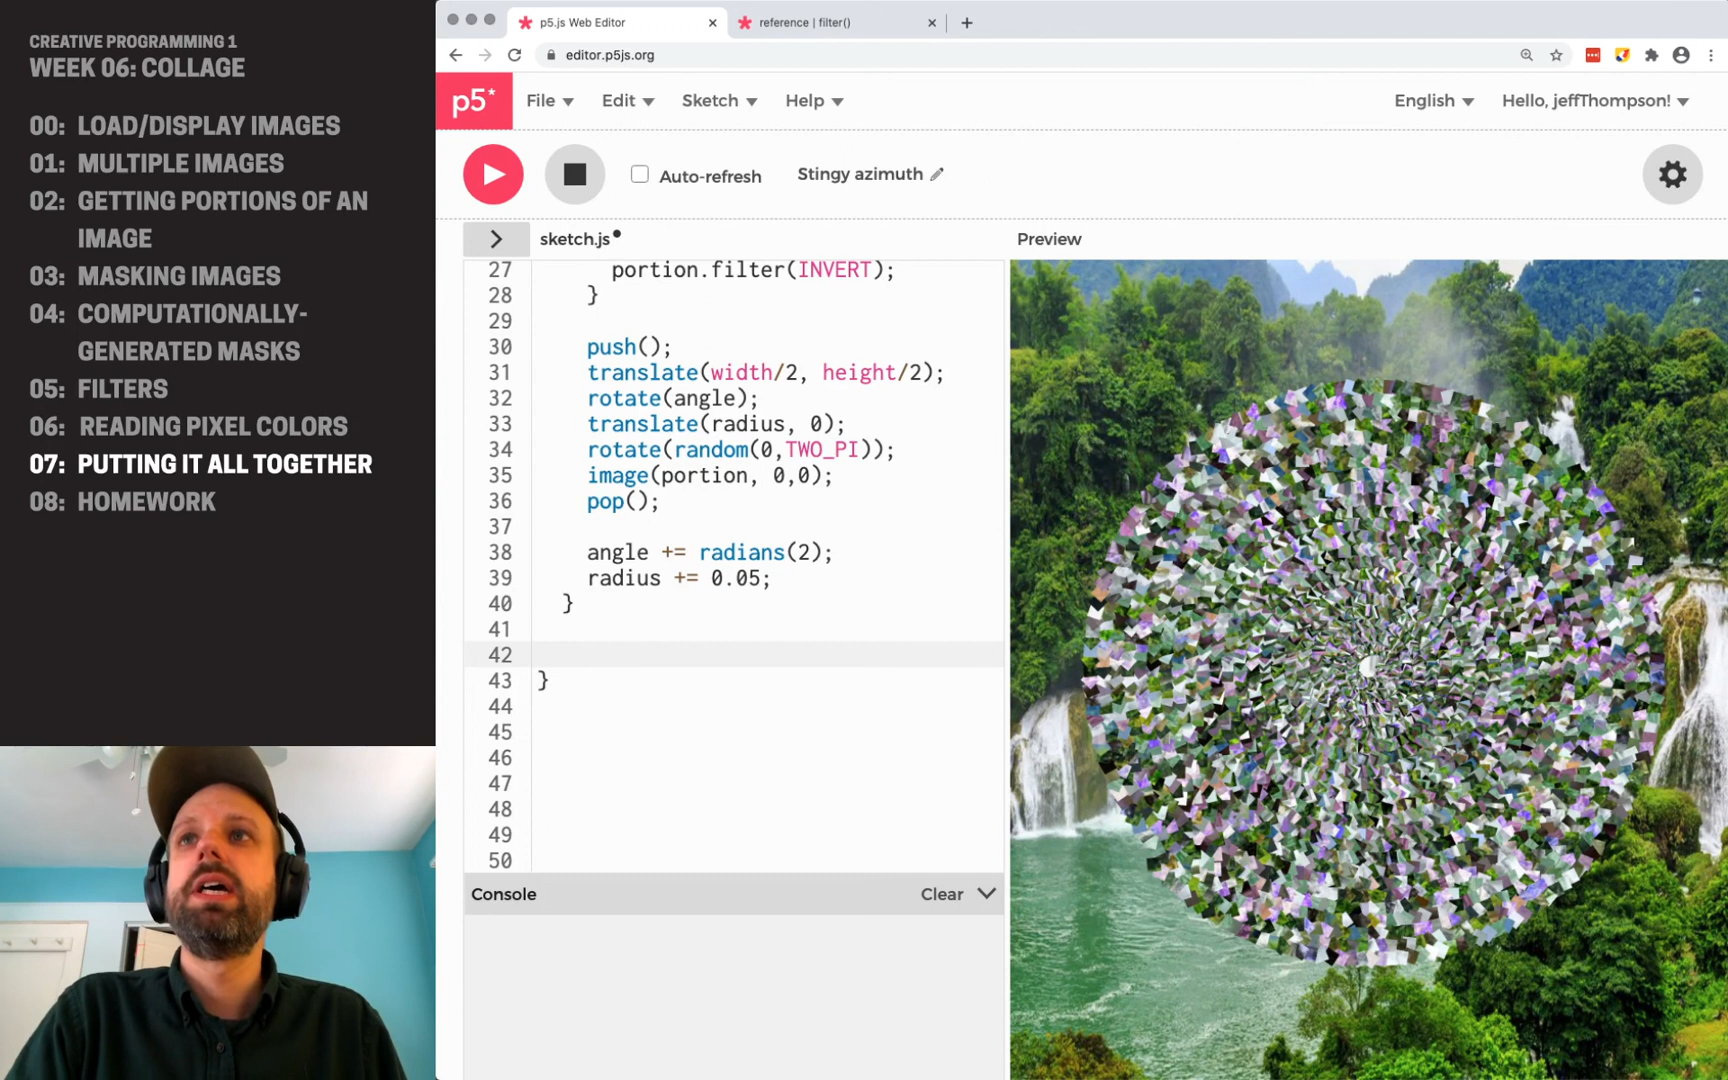 CREATIVE PROGRAMMING 1
WEEK 06: COLLAGE
00: LOAD/DISPLAY IMAGES
01: MULTIPLE IMAGES
02: GETTING PORTIONS OF AN
IMAGE
03: MASKING IMAGES
04: COMPUTATIONALLY-
GENERATED MASKS
05: FILTERS
06: READING PIXEL COLORS
07: PUTTING IT ALL TOGETHER
08: HOMEWORK
p5.js Web Editor
reference | filter()
editor.p5js.org
p5*
File
Edit
Sketch
Help
English
Hello, jeffThompson!
Auto-refresh
Stingy azimuth
sketch.js
Preview
27 portion.filter(INVERT);
28 }
29
30 push();
31 translate(width/2, height/2);
32 rotate(angle);
33 translate(radius, 0);
34 rotate(random(0,TWO_PI));
35 image(portion, 0,0);
36 pop();
37
38 angle += radians(2);
39 radius += 0.05;
40 }
41
42
43 }
44
45
46
47
48
49
50
Console
Clear